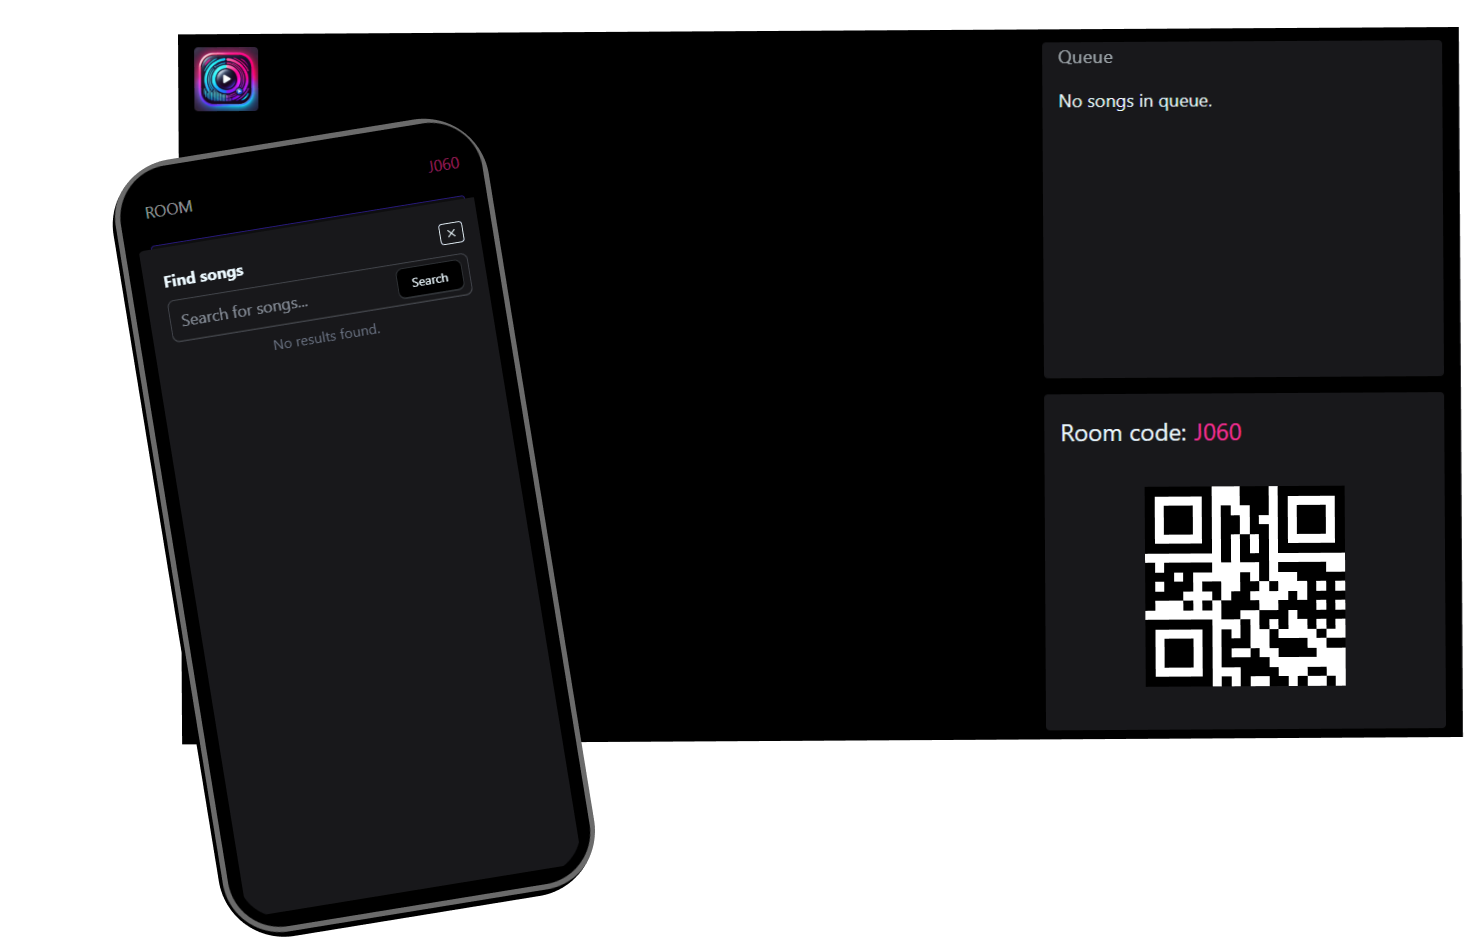 Queue
No songs in queue.
J060
ROOM
Find songs
Search for songs...
Search
No results found.
Room code: J060